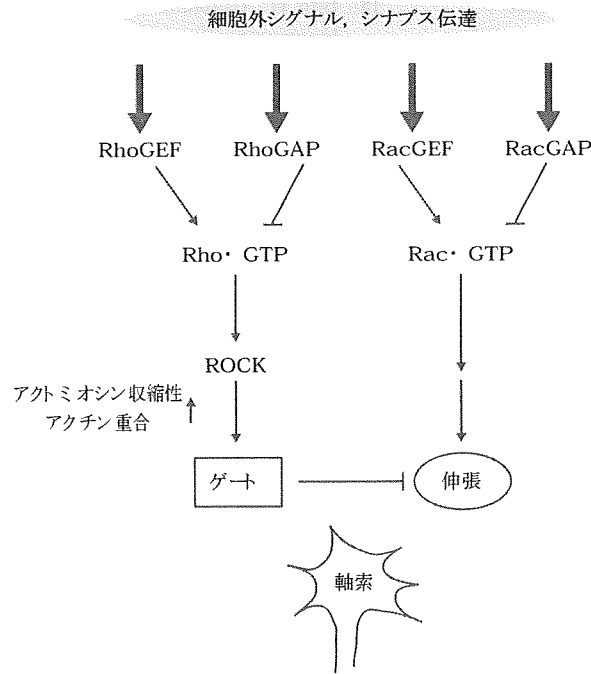 細胞外シグナル, シナプス伝達
RhoGEF RhoGAP RacGEF RacGAP
Rho・GTP Rac・GTP
ROCK
アクトミオシン収縮性
アクチン重合
ゲート 伸張
軸索